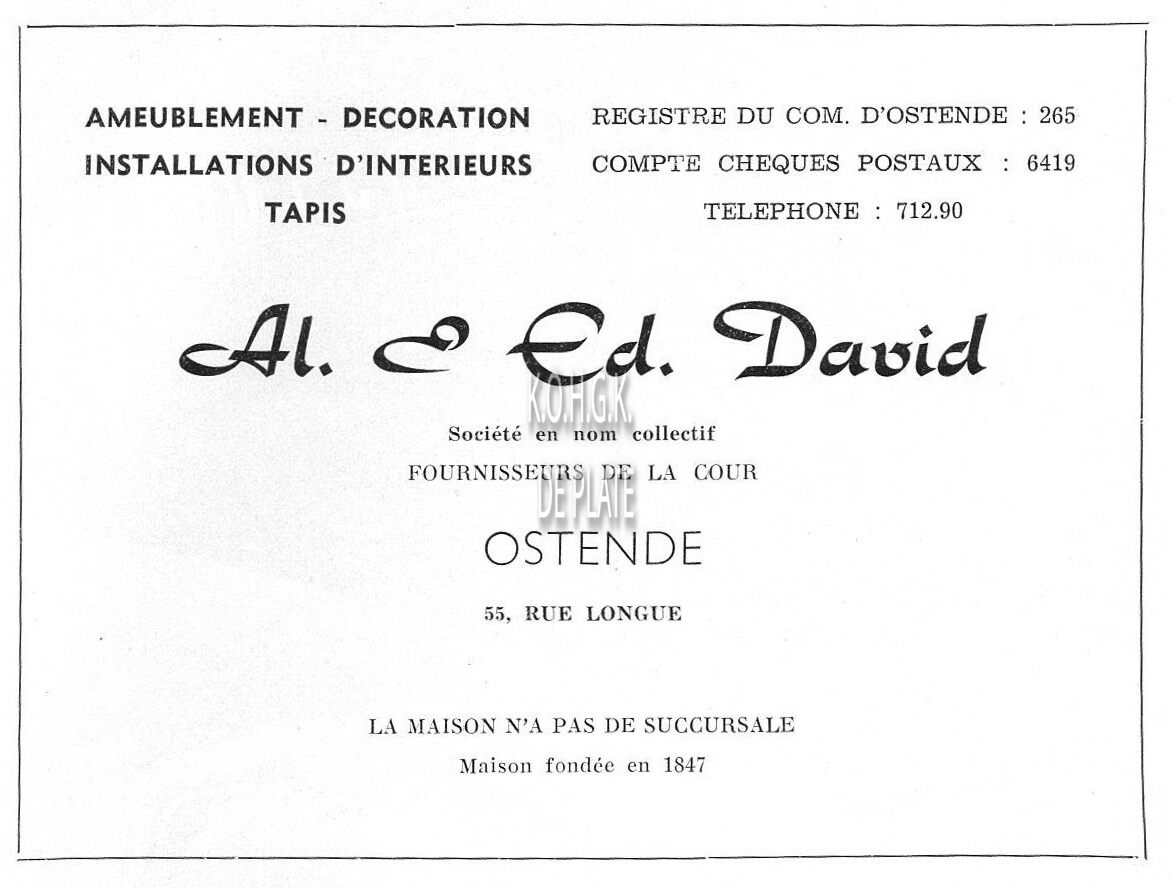 AMEUBLEMENT - DECORATION
INSTALLATIONS D'INTERIEURS
TAPIS
REGISTRE DU COM. D'OSTENDE : 265
COMPTE CHEQUES POSTAUX : 6419
TELEPHONE : 712.90
Al. & Ed. David
K.O.H.G.K.
Société en nom collectif
FOURNISSEURS DE LA COUR
DE PLATE
OSTENDE
55, RUE LONGUE
LA MAISON N'A PAS DE SUCCURSALE
Maison fondée en 1847